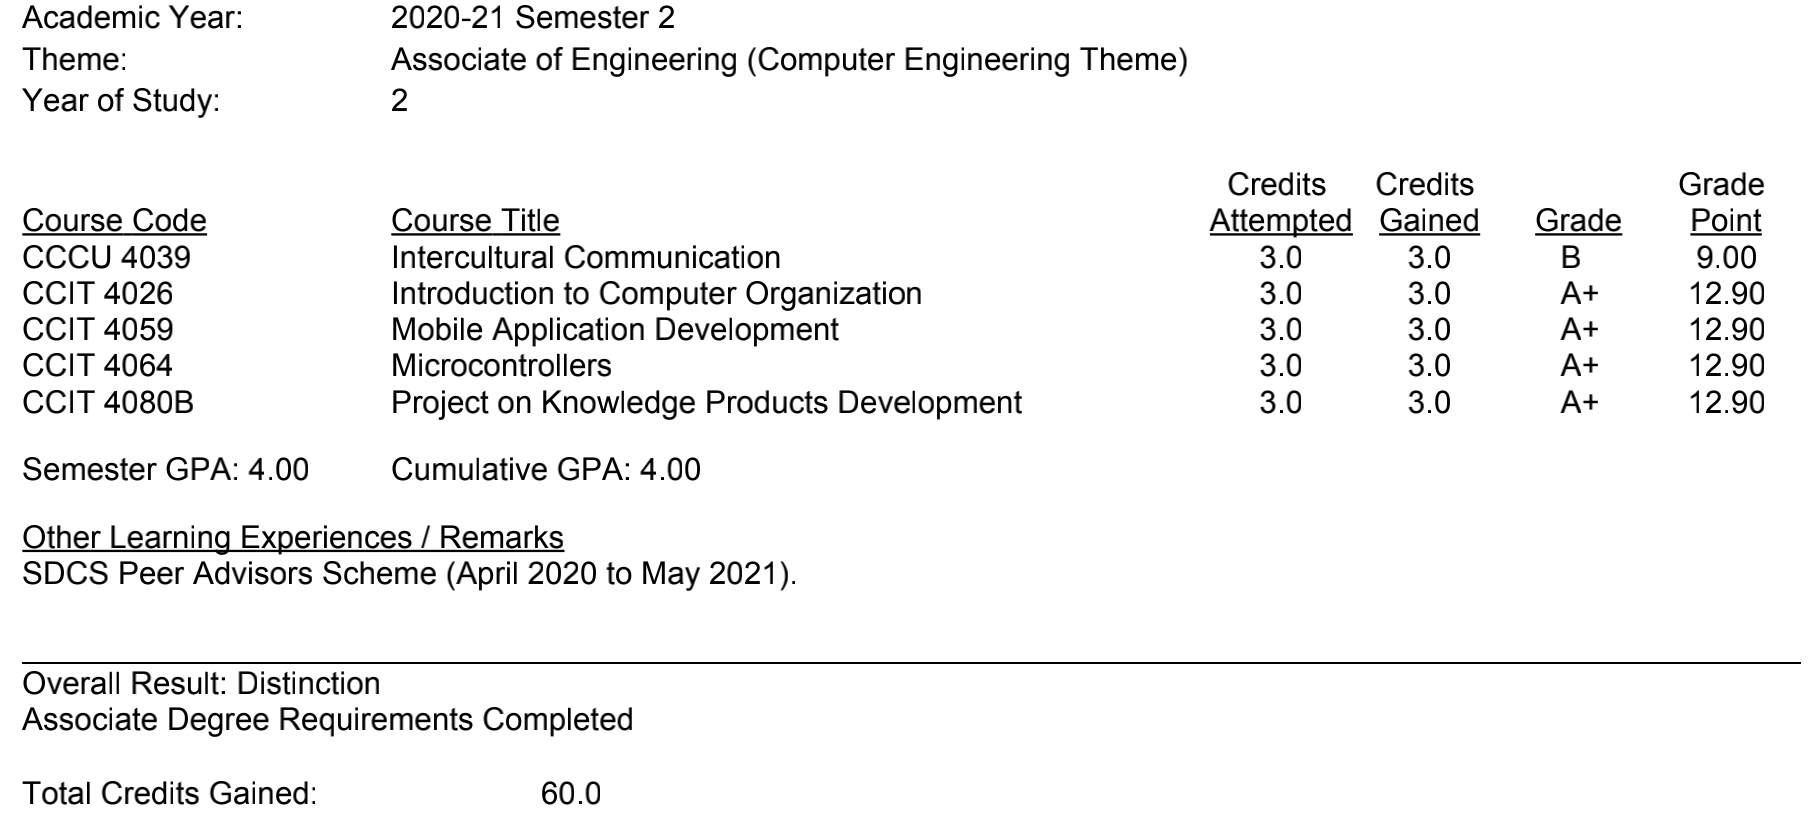 Academic Year: 2020-21 Semester 2
Theme: Associate of Engineering (Computer Engineering Theme)
Year of Study: 2
Credits Credits Grade
Course Code Course Title Attempted Gained Grade Point
CCCU 4039 Intercultural Communication 3.0 3.0 B 9.00
CCIT 4026 Introduction to Computer Organization 3.0 3.0 A+ 12.90
CCIT 4059 Mobile Application Development 3.0 3.0 A+ 12.90
CCIT 4064 Microcontrollers 3.0 3.0 A+ 12.90
CCIT 4080B Project on Knowledge Products Development 3.0 3.0 A+ 12.90
Semester GPA: 4.00 Cumulative GPA: 4.00
Other Learning Experiences / Remarks
SDCS Peer Advisors Scheme (April 2020 to May 2021).
Overall Result: Distinction
Associate Degree Requirements Completed
Total Credits Gained: 60.0